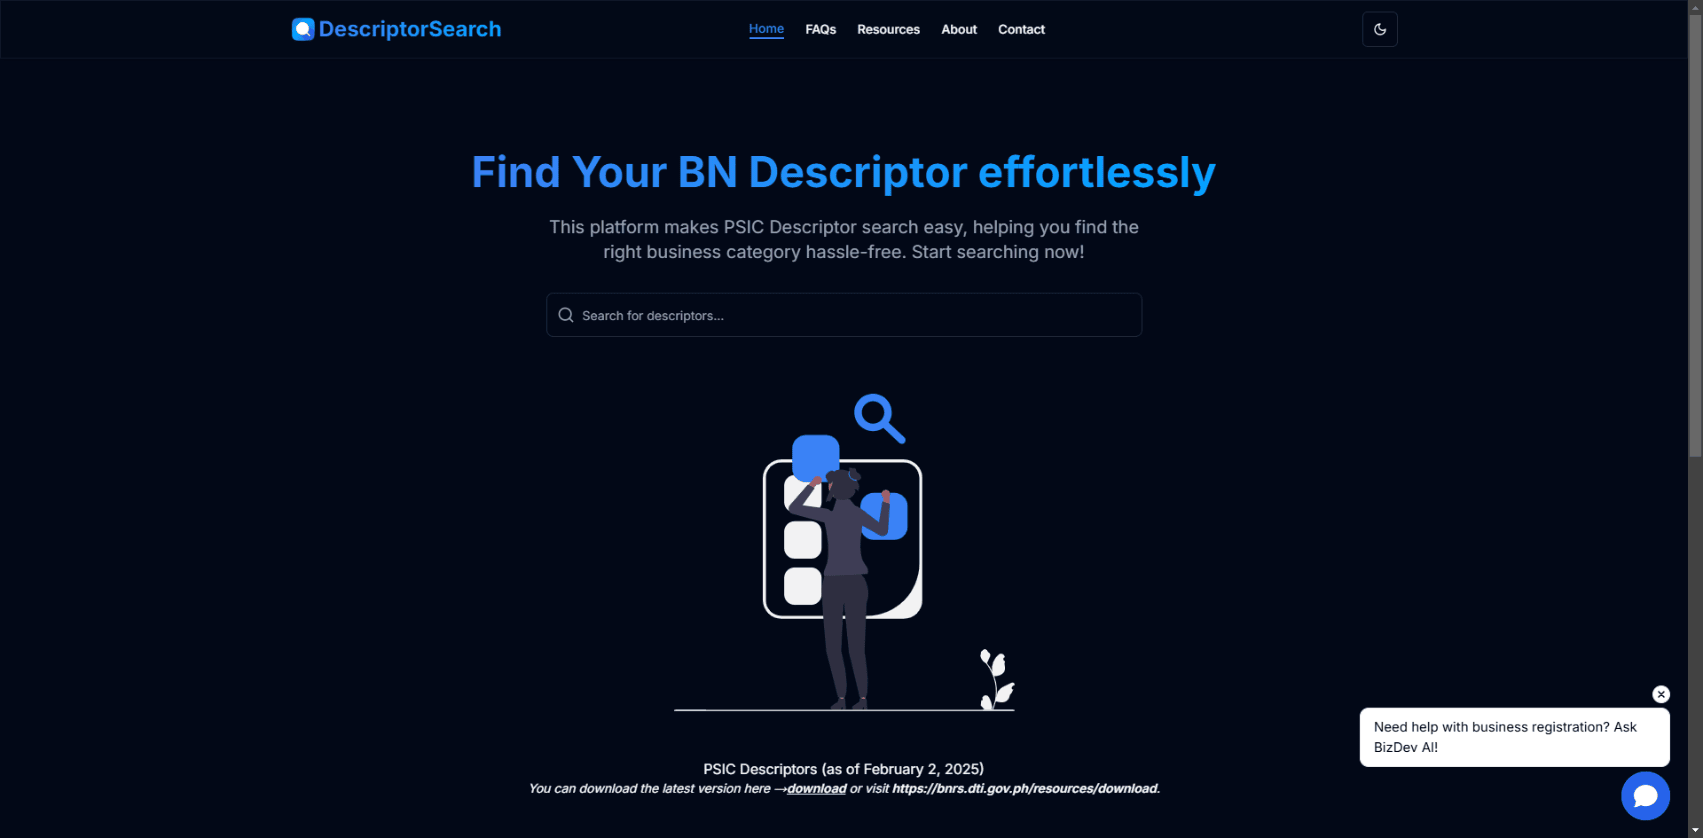 DescriptorSearch
Home
FAQs
Resources
About
Contact
Find Your BN Descriptor effortlessly
This platform makes PSIC Descriptor search easy, helping you find the
right business category hassle-free. Start searching now!
Search for descriptors...
Need help with business registration? Ask
BizDev AI!
PSIC Descriptors (as of February 2, 2025)
You can download the latest version here →download or visit https://bnrs.dti.gov.ph/resources/download.